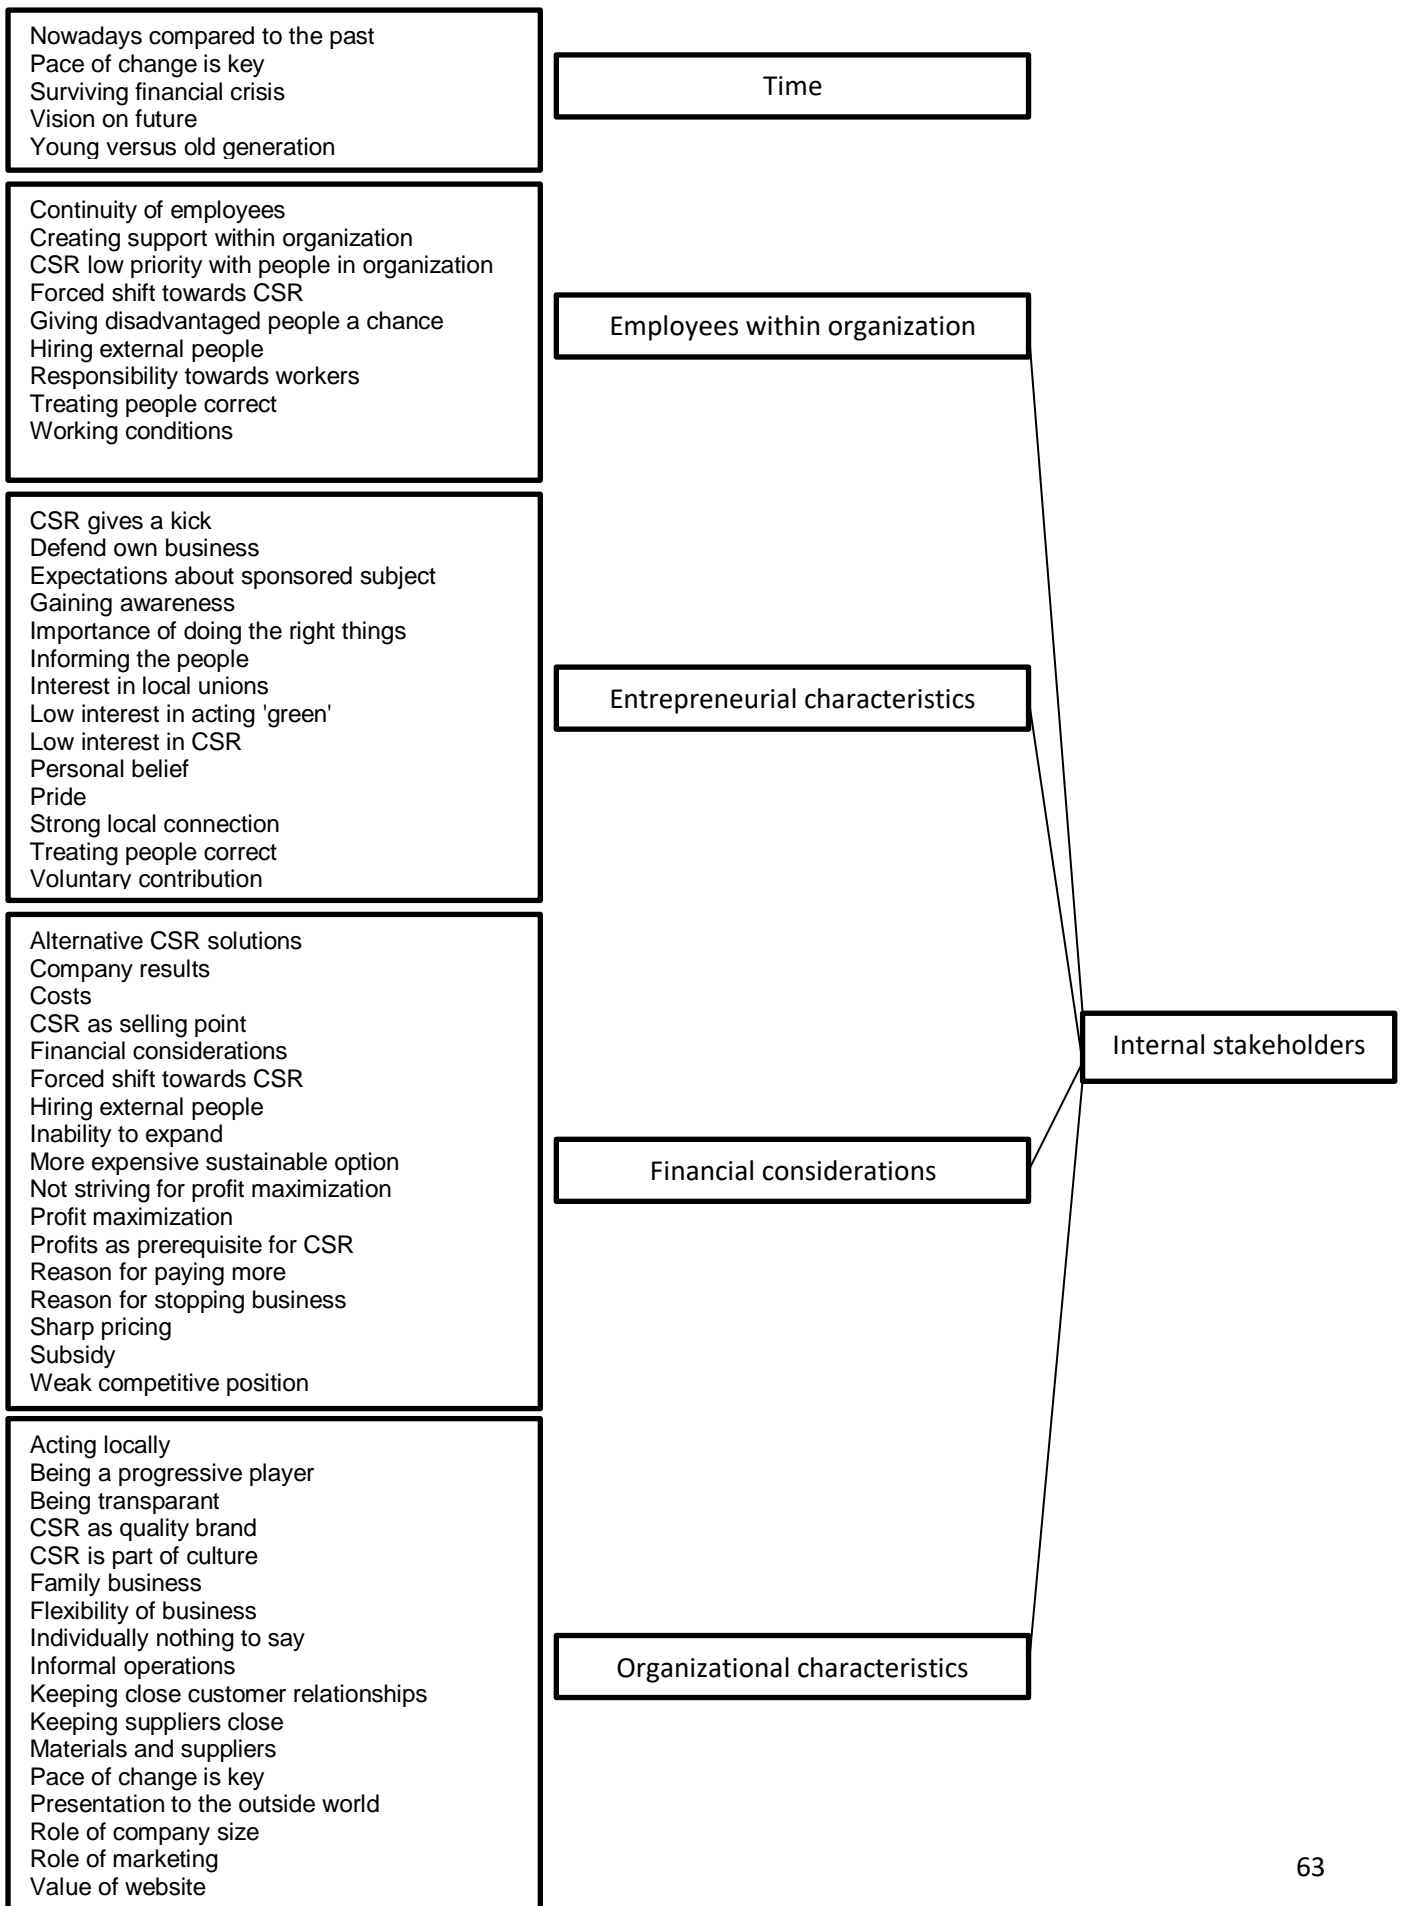 Nowadays compared to the past
Pace of change is key
Surviving financial crisis
Vision on future
Young versus old generation
Time
Continuity of employees
Creating support within organization
CSR low priority with people in organization
Forced shift towards CSR
Giving disadvantaged people a chance
Hiring external people
Responsibility towards workers
Treating people correct
Working conditions
Employees within organization
CSR gives a kick
Defend own business
Expectations about sponsored subject
Gaining awareness
Importance of doing the right things
Informing the people
Interest in local unions
Low interest in acting 'green'
Low interest in CSR
Personal belief
Pride
Strong local connection
Treating people correct
Voluntary contribution
Entrepreneurial characteristics
Alternative CSR solutions
Company results
Costs
CSR as selling point
Financial considerations
Forced shift towards CSR
Hiring external people
Inability to expand
More expensive sustainable option
Not striving for profit maximization
Profit maximization
Profits as prerequisite for CSR
Reason for paying more
Reason for stopping business
Sharp pricing
Subsidy
Weak competitive position
Financial considerations
Internal stakeholders
Acting locally
Being a progressive player
Being transparant
CSR as quality brand
CSR is part of culture
Family business
Flexibility of business
Individually nothing to say
Informal operations
Keeping close customer relationships
Keeping suppliers close
Materials and suppliers
Pace of change is key
Presentation to the outside world
Role of company size
Role of marketing
Value of website
Organizational characteristics
63